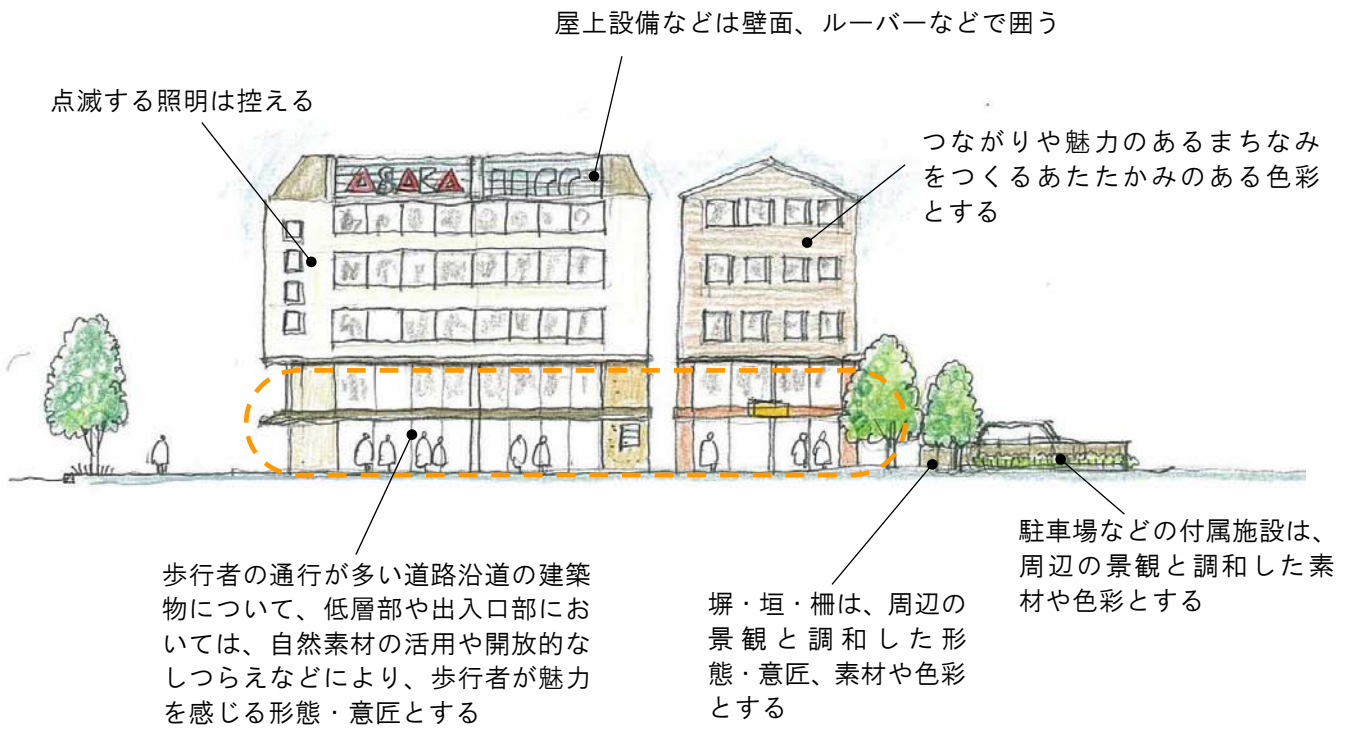 屋上設備などは壁面、ルーバーなどで囲う
点滅する照明は控える
つながりや魅力のあるまちなみ
をつくるあたたかみのある色彩
とする
ASAKA
歩行者の通行が多い道路沿道の建築
物について、低層部や出入口部にお
いては、自然素材の活用や開放的な
しつらえなどにより、歩行者が魅力
を感じる形態・意匠とする
塀・垣・柵は、周辺の
景観と調和した形
態・意匠、素材や色彩
とする
駐車場などの付属施設は、
周辺の景観と調和した素
材や色彩とする